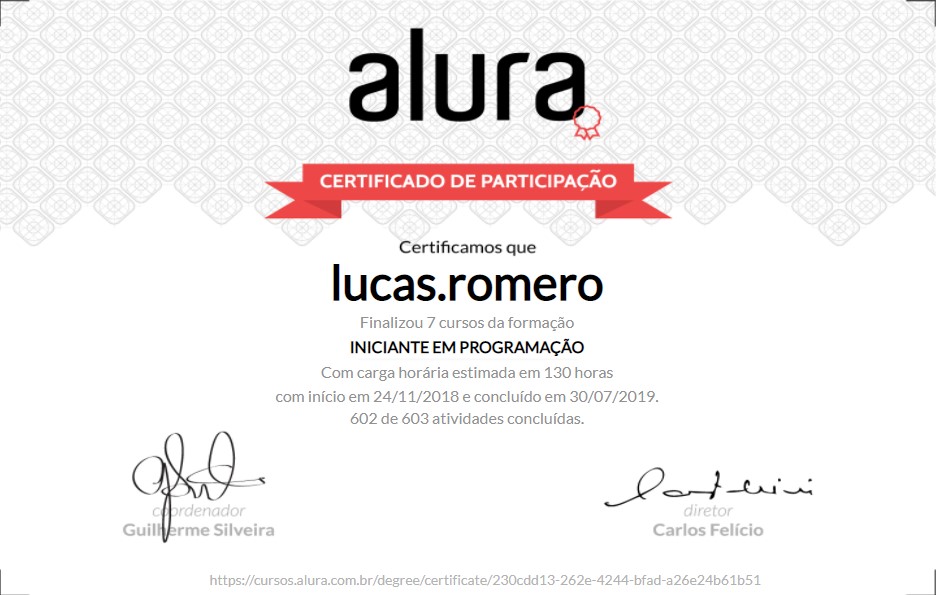 alura
CERTIFICADO DE PARTICIPAÇÃO
Certificamos que
lucas.romero
Finalizou 7 cursos da formação
INICIANTE EM PROGRAMAÇÃO
Com carga horária estimada em 130 horas
com início em 24/11/2018 e concluído em 30/07/2019.
602 de 603 atividades concluídas.
coordenador
Guilherme Silveira
diretor
Carlos Felício
https://cursos.alura.com.br/degree/certificate/230cdd13-262e-4244-bfad-a26e24b61b51